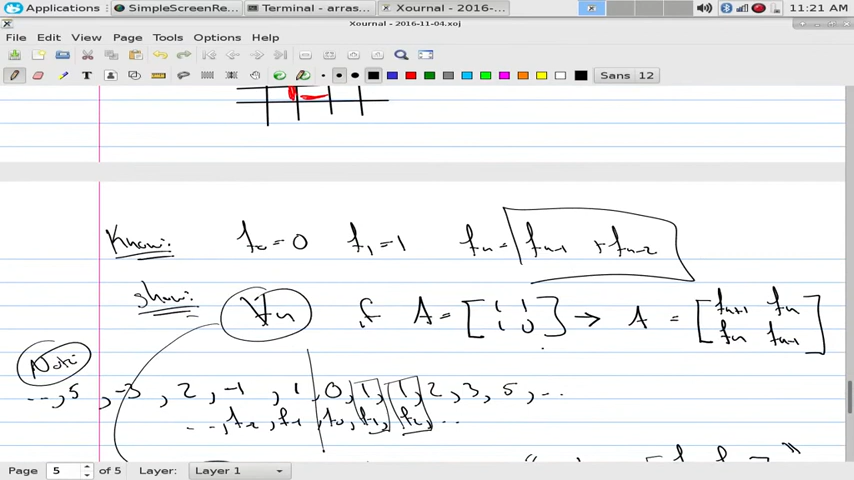 Applications SimpleScreenRe... Terminal - arras... Xournal - 2016-... 11:21 AM
Xournal - 2016-11-04.xoj
File Edit View Page Tools Options Help
T Sans 12
Know: f₀=0 f₁=1 fₙ= fₙ₋₁ + fₙ₋₂
Show: ∀n if A = [1 1 → A = [fₙ₊₁ fₙ
1 0] fₙ fₙ₋₁]
Note:
..., 5, -3, 2, -1, 1, 0, 1, 1, 2, 3, 5, ...
..., f₋₂, f₋₁, f₀, f₁, f₂, ...
Page 5 of 5 Layer: Layer 1